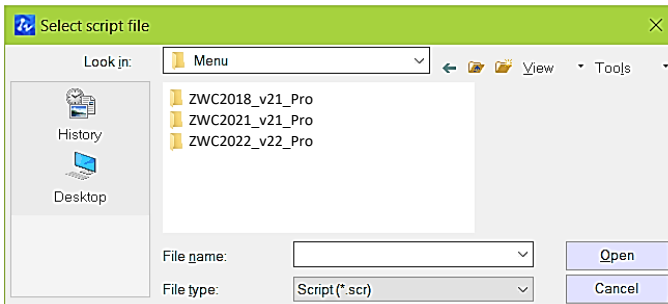 Select script file
Look in:
Menu
View
Tools
History
Desktop
ZWC2018_v21_Pro
ZWC2021_v21_Pro
ZWC2022_v22_Pro
File name:
Open
File type:
Script (*.scr)
Cancel